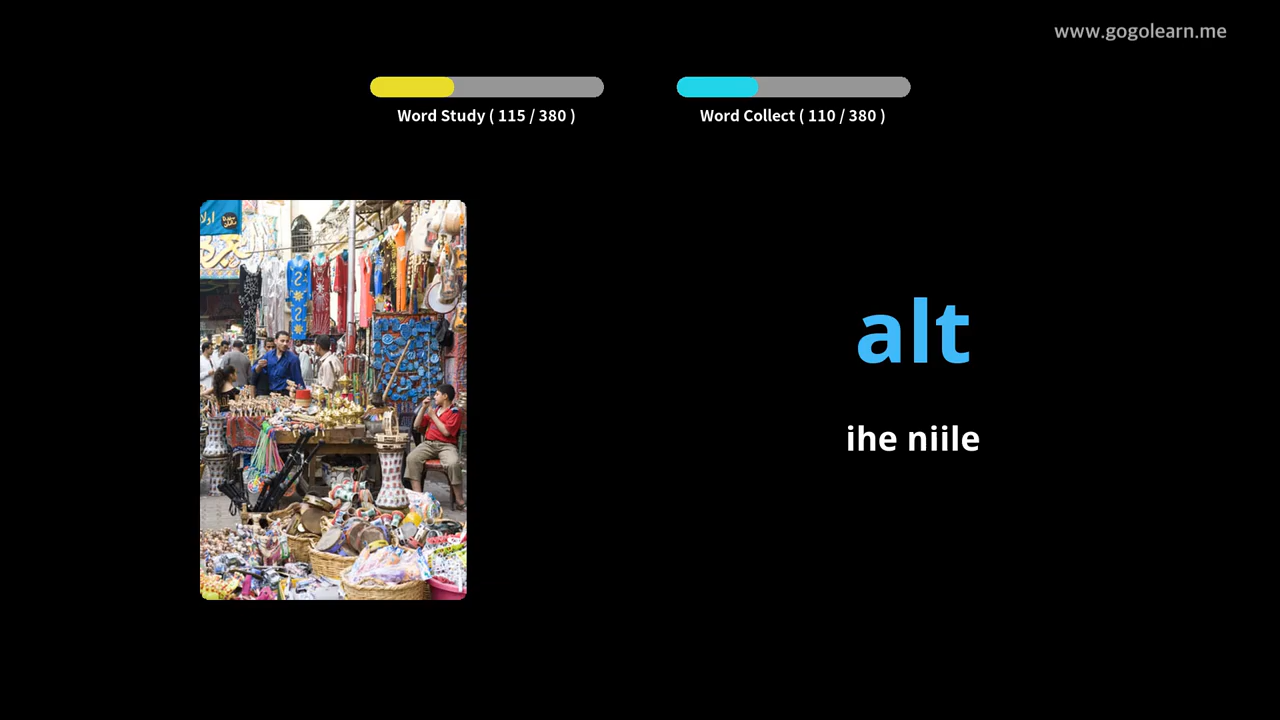 www.gogolearn.me
Word Study ( 115 / 380 )
Word Collect ( 110 / 380 )
alt
ihe niile